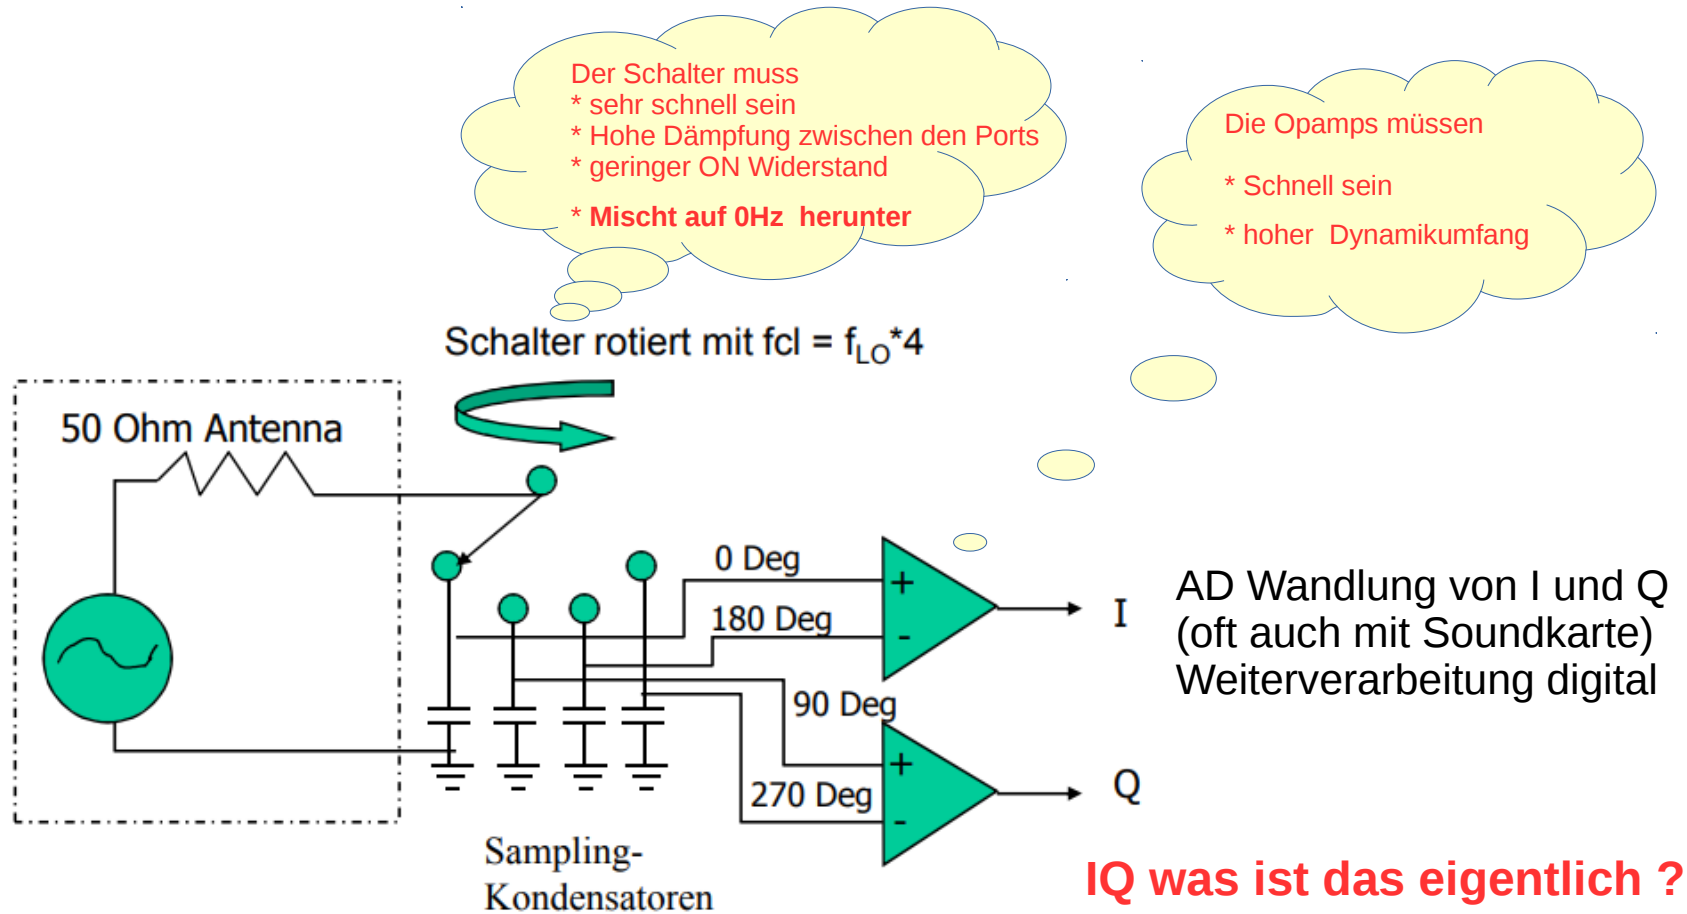 Der Schalter muss
* sehr schnell sein
* Hohe Dämpfung zwischen den Ports
* geringer ON Widerstand
* Mischt auf 0Hz herunter
Die Opamps müssen
* Schnell sein
* hoher Dynamikumfang
Schalter rotiert mit fcl = fLO*4
50 Ohm Antenna
0 Deg
+
180 Deg
-
I
90 Deg
+
270 Deg
-
Q
AD Wandlung von I und Q
(oft auch mit Soundkarte)
Weiterverarbeitung digital
Sampling-
Kondensatoren
IQ was ist das eigentlich ?